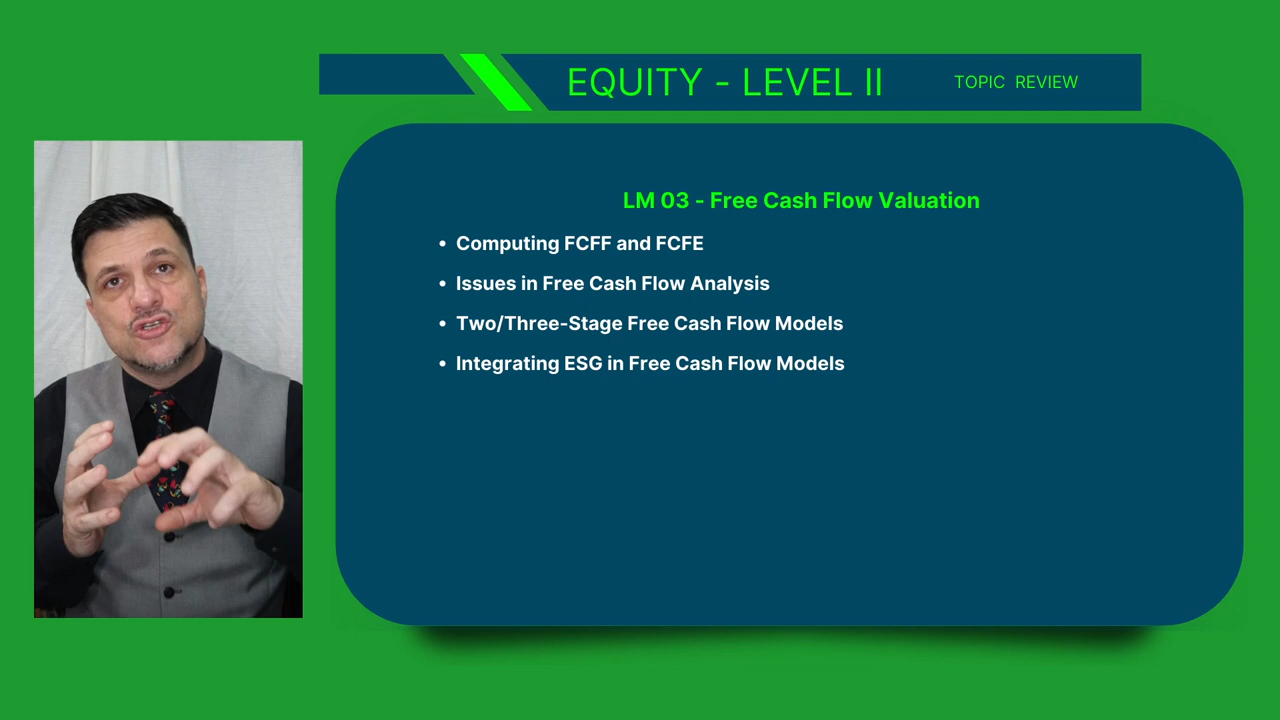 EQUITY - LEVEL II
TOPIC REVIEW
LM 03 - Free Cash Flow Valuation
• Computing FCFF and FCFE
• Issues in Free Cash Flow Analysis
• Two/Three-Stage Free Cash Flow Models
• Integrating ESG in Free Cash Flow Models